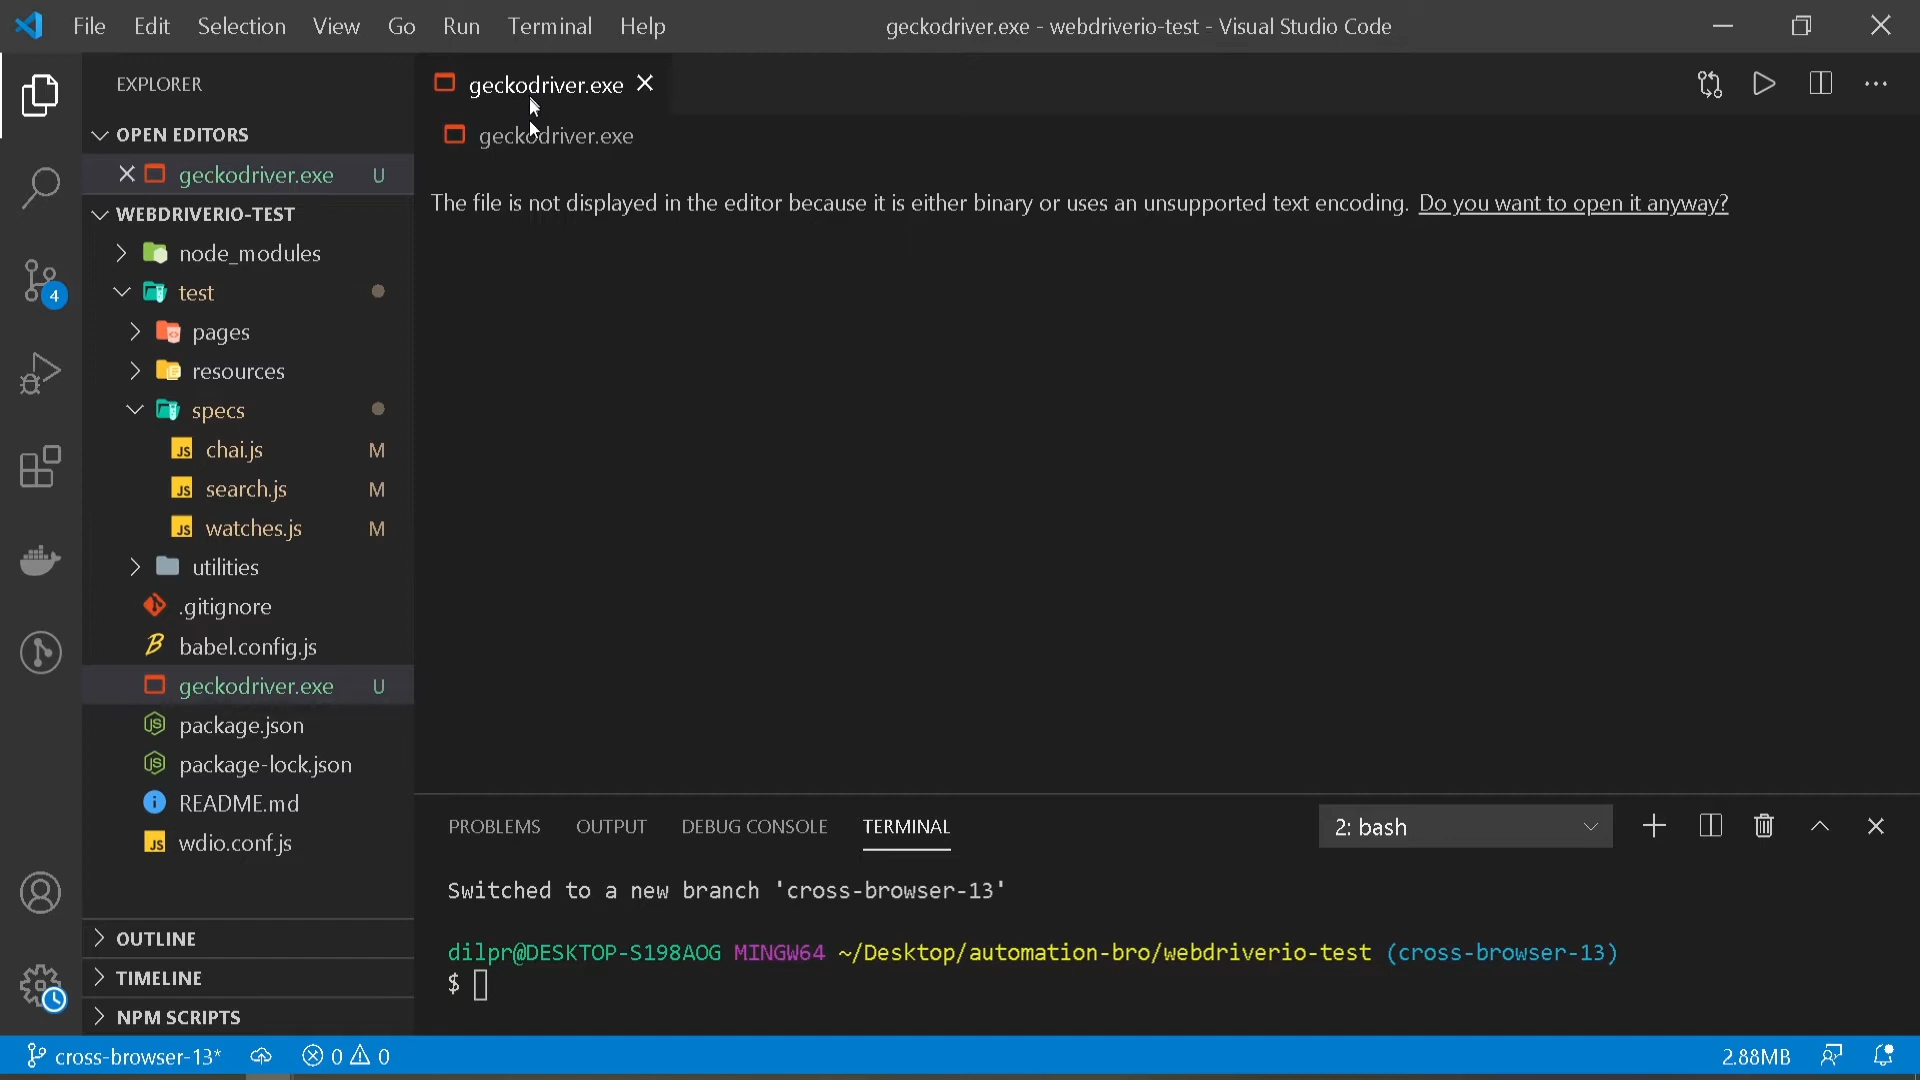 File Edit Selection View Go Run Terminal Help
geckodriver.exe - webdriverio-test - Visual Studio Code
EXPLORER
OPEN EDITORS
geckodriver.exe U
WEBDRIVERIO-TEST
node_modules
test
pages
resources
specs
JS chai.js M
JS search.js M
JS watches.js M
utilities
.gitignore
babel.config.js
geckodriver.exe U
package.json
package-lock.json
README.md
JS wdio.conf.js
OUTLINE
TIMELINE
NPM SCRIPTS
4
geckodriver.exe
geckodriver.exe
The file is not displayed in the editor because it is either binary or uses an unsupported text encoding. Do you want to open it anyway?
PROBLEMS OUTPUT DEBUG CONSOLE TERMINAL
2: bash
Switched to a new branch 'cross-browser-13'
dilpr@DESKTOP-S198AOG MINGW64 ~/Desktop/automation-bro/webdriverio-test (cross-browser-13)
$
cross-browser-13* 0 0
2.88MB